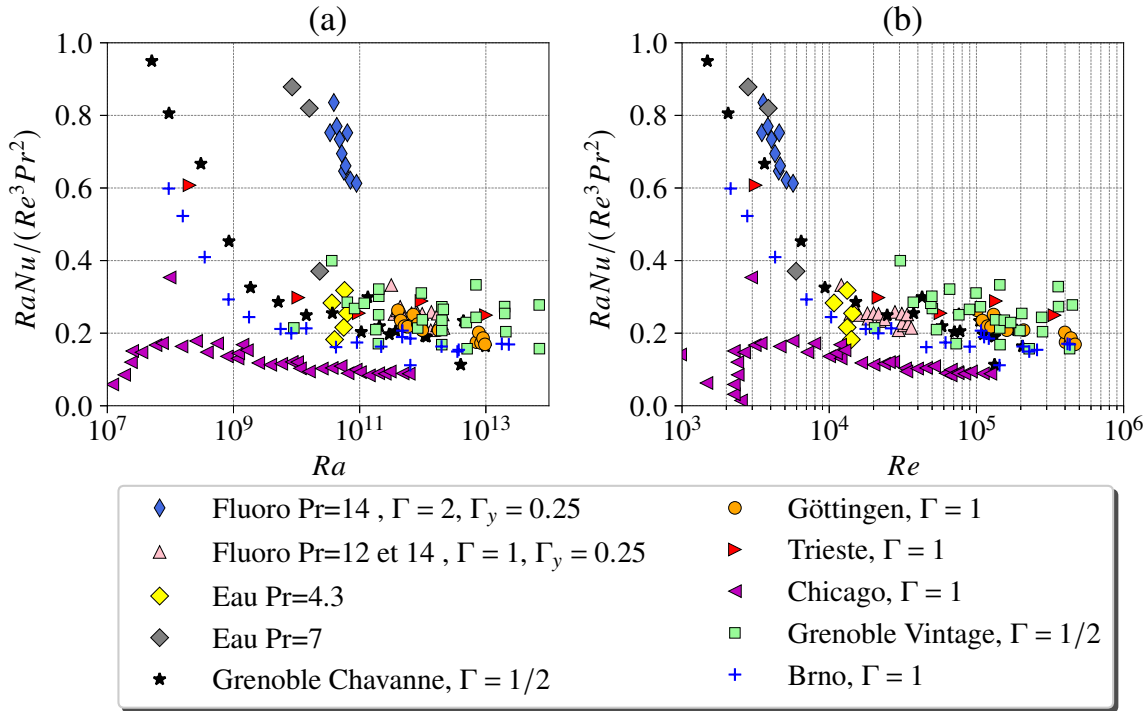 (a)
(b)
RaNu/(Re³Pr²)
1.0
0.8
0.6
0.4
0.2
0.0
10⁷ 10⁹ 10¹¹ 10¹³
Ra
RaNu/(Re³Pr²)
1.0
0.8
0.6
0.4
0.2
0.0
10³ 10⁴ 10⁵ 10⁶
Re
Fluoro Pr=14 , Γ = 2, Γ_y = 0.25
Fluoro Pr=12 et 14 , Γ = 1, Γ_y = 0.25
Eau Pr=4.3
Eau Pr=7
Grenoble Chavanne, Γ = 1/2
Göttingen, Γ = 1
Trieste, Γ = 1
Chicago, Γ = 1
Grenoble Vintage, Γ = 1/2
Brno, Γ = 1